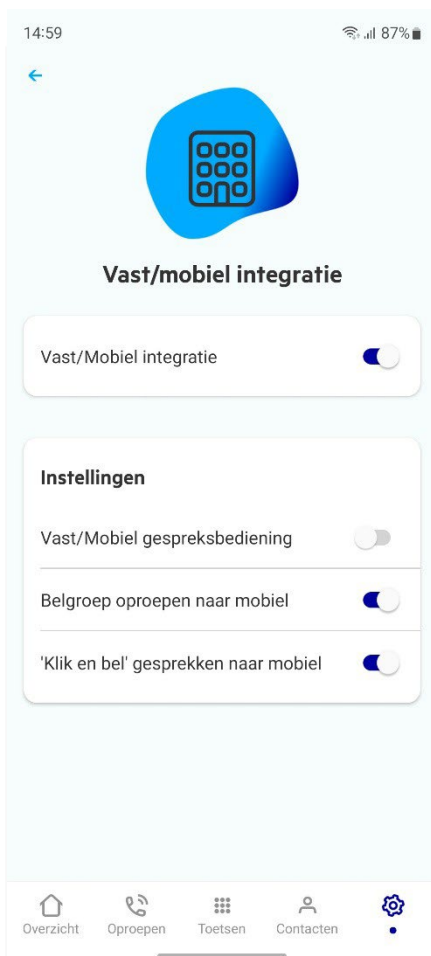 14:59 87%
Vast/mobiel integratie
Vast/Mobiel integratie
Instellingen
Vast/Mobiel gespreksbediening
Belgroep oproepen naar mobiel
'Klik en bel' gesprekken naar mobiel
Overzicht Oproepen Toetsen Contacten